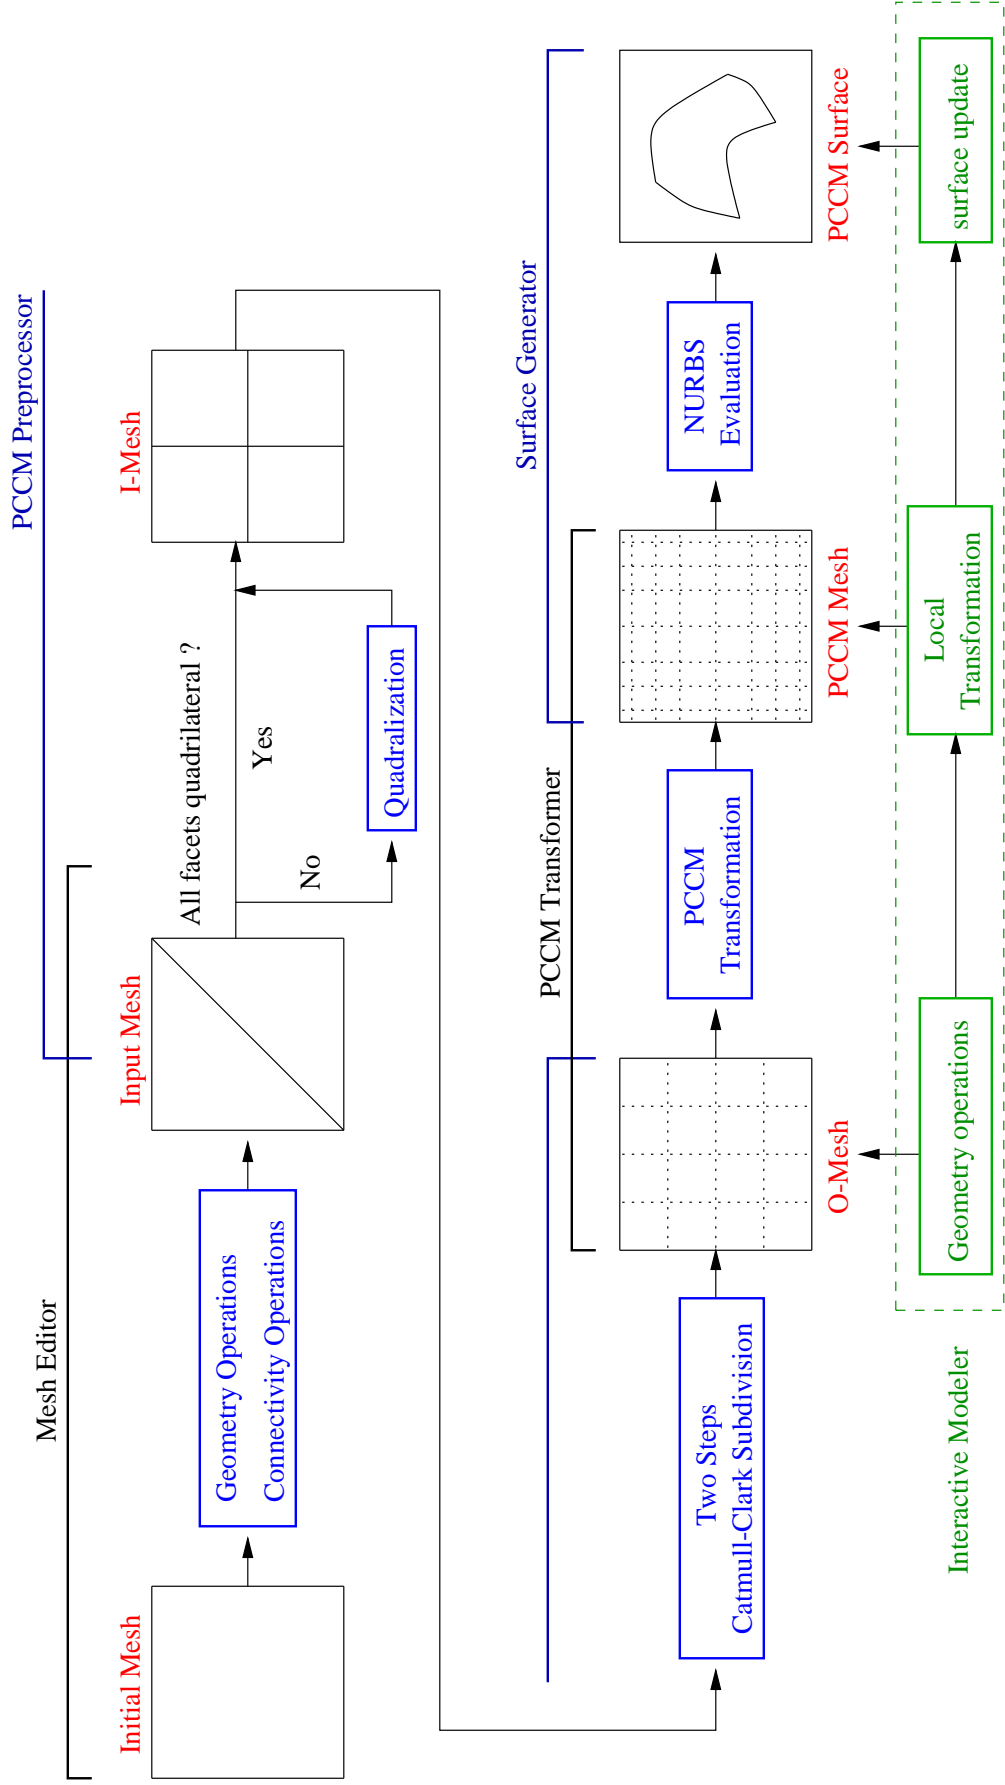 Mesh Editor
PCCM Preprocessor
Initial Mesh
Input Mesh
I-Mesh
Geometry Operations
Connectivity Operations
All facets quadrilateral ?
Yes
No
Quadralization
PCCM Transformer
Surface Generator
Two Steps
Catmull-Clark Subdivision
PCCM
Transformation
NURBS
Evaluation
O-Mesh
PCCM Mesh
PCCM Surface
Interactive Modeler
Geometry operations
Local
Transformation
surface update